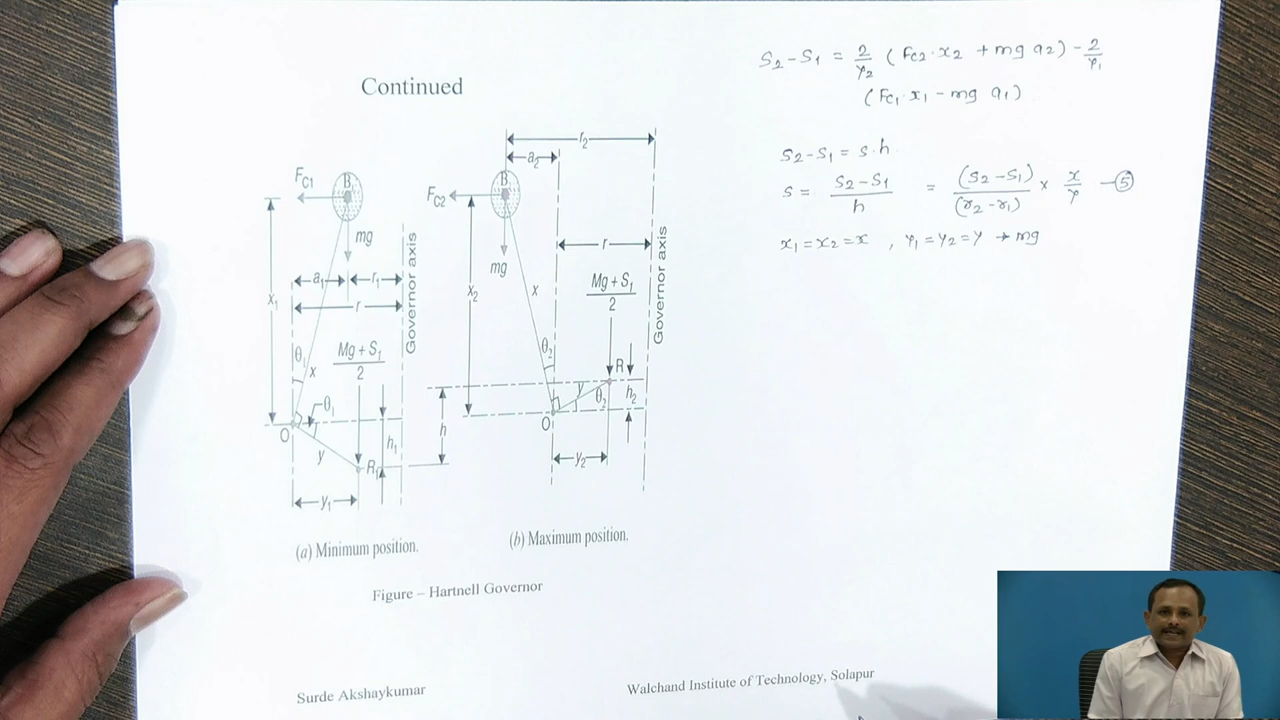 Continued
r₂
a₂
F_C1
B
F_C2
B
mg
mg
a₁
r₁
r
r
x₁
x₂
x
Governor axis
Governor axis
Mg + S₁
2
Mg + S₁
2
θ₁
x
θ₂
θ₁
R
y
θ₂
h₂
O
O
h₁
h
y
R₁
y₂
y₁
(a) Minimum position.
(b) Maximum position.
Figure – Hartnell Governor
Surde Akshaykumar
Walchand Institute of Technology, Solapur
S₂ – S₁ = 2/y₂ (Fc₂ · x₂ + mg a₂) – 2/y₁
(Fc₁ · x₁ – mg a₁)
S₂ – S₁ = s·h
s = S₂–S₁/h = (S₂–S₁)/(r₂–r₁) × x/y —⑤
x₁ = x₂ = x , y₁ = y₂ = y → mg